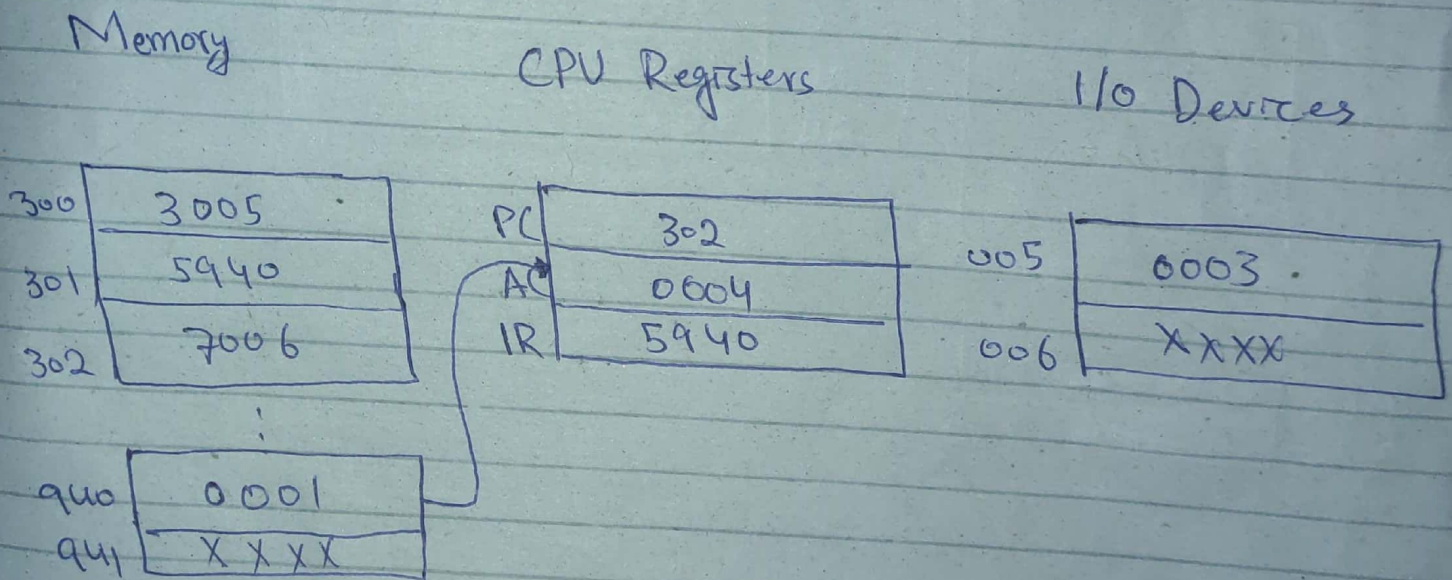 Memory
CPU Registers
I/O Devices
300 3005
301 5940
302 7006
⋮
940 0001
941 XXXX
PC 302
AC 0004
IR 5940
005 0003
006 XXXX